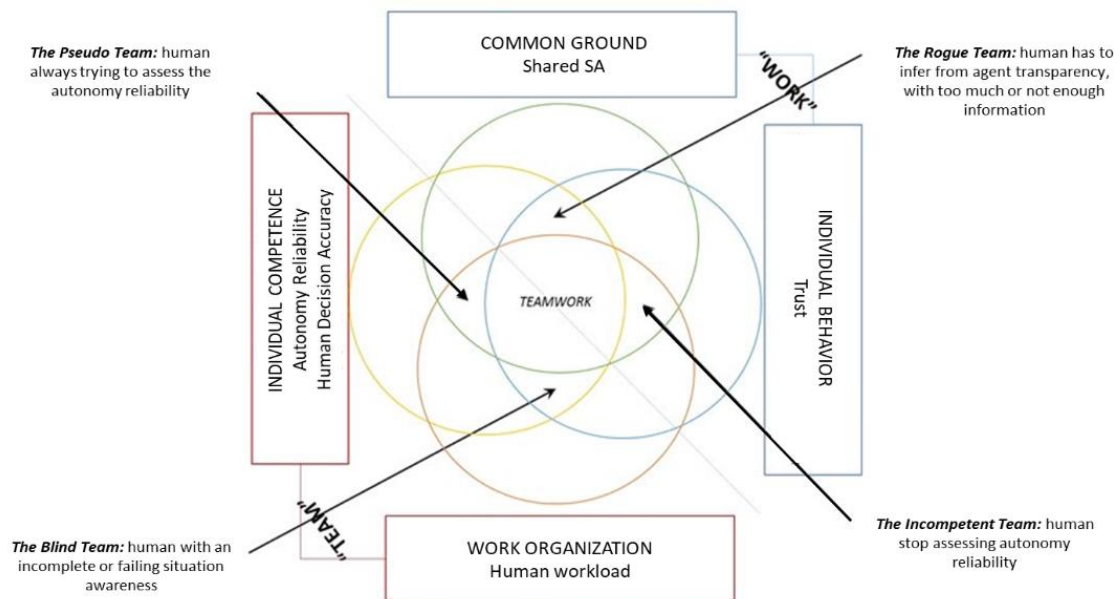 COMMON GROUND
Shared SA
The Pseudo Team: human
always trying to assess the
autonomy reliability
"WORK"
The Rogue Team: human has to
infer from agent transparency,
with too much or not enough
information
INDIVIDUAL COMPETENCE
Autonomy Reliability
Human Decision Accuracy
TEAMWORK
INDIVIDUAL BEHAVIOR
Trust
"TEAM"
The Blind Team: human with an
incomplete or failing situation
awareness
WORK ORGANIZATION
Human workload
The Incompetent Team: human
stop assessing autonomy
reliability